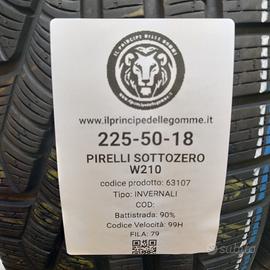 IL PRINCIPE DELLE GOMME
www.ilprincipedellegomme.it
225-50-18
PIRELLI SOTTOZERO
W210
codice prodotto: 63107
Tipo: INVERNALI
COD:
Battistrada: 90%
Codice Velocità: 99H
FILA: 79
subito